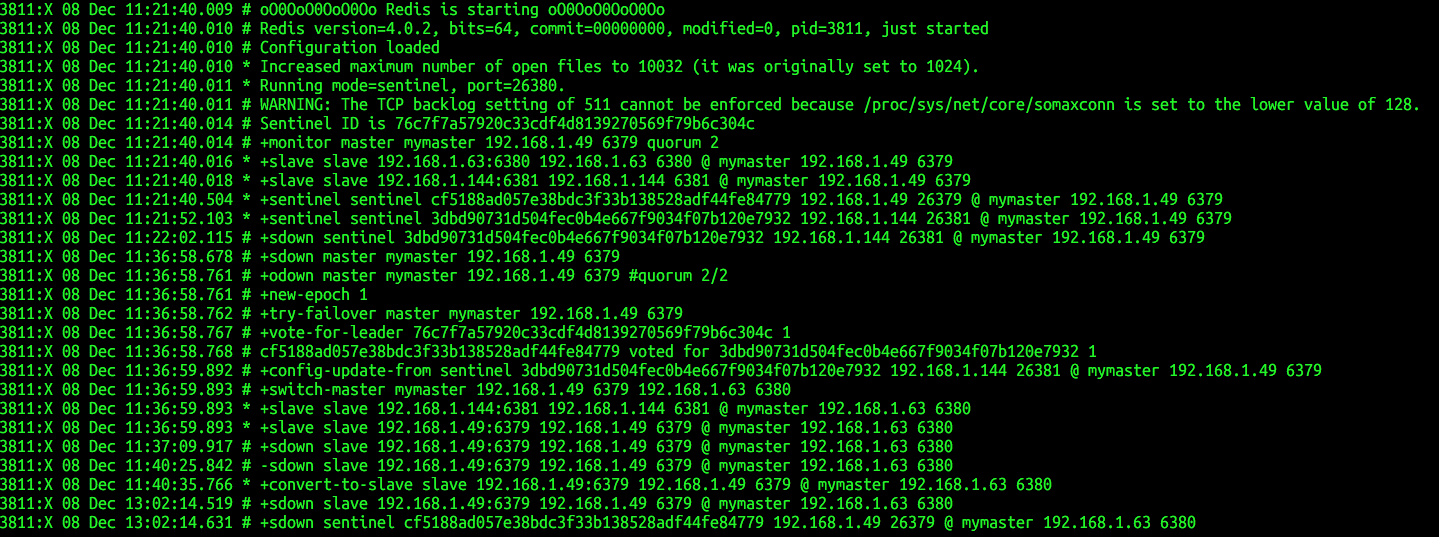 3811:X 08 Dec 11:21:40.009 # oO0OoO0OoO0Oo Redis is starting oO0OoO0OoO0Oo
3811:X 08 Dec 11:21:40.010 # Redis version=4.0.2, bits=64, commit=00000000, modified=0, pid=3811, just started
3811:X 08 Dec 11:21:40.010 # Configuration loaded
3811:X 08 Dec 11:21:40.010 * Increased maximum number of open files to 10032 (it was originally set to 1024).
3811:X 08 Dec 11:21:40.011 * Running mode=sentinel, port=26380.
3811:X 08 Dec 11:21:40.011 # WARNING: The TCP backlog setting of 511 cannot be enforced because /proc/sys/net/core/somaxconn is set to the lower value of 128.
3811:X 08 Dec 11:21:40.014 # Sentinel ID is 76c7f7a57920c33cdf4d8139270569f79b6c304c
3811:X 08 Dec 11:21:40.014 # +monitor master mymaster 192.168.1.49 6379 quorum 2
3811:X 08 Dec 11:21:40.016 * +slave slave 192.168.1.63:6380 192.168.1.63 6380 @ mymaster 192.168.1.49 6379
3811:X 08 Dec 11:21:40.018 * +slave slave 192.168.1.144:6381 192.168.1.144 6381 @ mymaster 192.168.1.49 6379
3811:X 08 Dec 11:21:40.504 * +sentinel sentinel cf5188ad057e38bdc3f33b138528adf44fe84779 192.168.1.49 26379 @ mymaster 192.168.1.49 6379
3811:X 08 Dec 11:21:52.103 * +sentinel sentinel 3dbd90731d504fec0b4e667f9034f07b120e7932 192.168.1.144 26381 @ mymaster 192.168.1.49 6379
3811:X 08 Dec 11:22:02.115 # +sdown sentinel 3dbd90731d504fec0b4e667f9034f07b120e7932 192.168.1.144 26381 @ mymaster 192.168.1.49 6379
3811:X 08 Dec 11:36:58.678 # +sdown master mymaster 192.168.1.49 6379
3811:X 08 Dec 11:36:58.761 # +odown master mymaster 192.168.1.49 6379 #quorum 2/2
3811:X 08 Dec 11:36:58.761 # +new-epoch 1
3811:X 08 Dec 11:36:58.762 # +try-failover master mymaster 192.168.1.49 6379
3811:X 08 Dec 11:36:58.767 # +vote-for-leader 76c7f7a57920c33cdf4d8139270569f79b6c304c 1
3811:X 08 Dec 11:36:58.768 # cf5188ad057e38bdc3f33b138528adf44fe84779 voted for 3dbd90731d504fec0b4e667f9034f07b120e7932 1
3811:X 08 Dec 11:36:59.892 # +config-update-from sentinel 3dbd90731d504fec0b4e667f9034f07b120e7932 192.168.1.144 26381 @ mymaster 192.168.1.49 6379
3811:X 08 Dec 11:36:59.893 # +switch-master mymaster 192.168.1.49 6379 192.168.1.63 6380
3811:X 08 Dec 11:36:59.893 * +slave slave 192.168.1.144:6381 192.168.1.144 6381 @ mymaster 192.168.1.63 6380
3811:X 08 Dec 11:36:59.893 * +slave slave 192.168.1.49:6379 192.168.1.49 6379 @ mymaster 192.168.1.63 6380
3811:X 08 Dec 11:37:09.917 # +sdown slave 192.168.1.49:6379 192.168.1.49 6379 @ mymaster 192.168.1.63 6380
3811:X 08 Dec 11:40:25.842 # -sdown slave 192.168.1.49:6379 192.168.1.49 6379 @ mymaster 192.168.1.63 6380
3811:X 08 Dec 11:40:35.766 * +convert-to-slave slave 192.168.1.49:6379 192.168.1.49 6379 @ mymaster 192.168.1.63 6380
3811:X 08 Dec 13:02:14.519 # +sdown slave 192.168.1.49:6379 192.168.1.49 6379 @ mymaster 192.168.1.63 6380
3811:X 08 Dec 13:02:14.631 # +sdown sentinel cf5188ad057e38bdc3f33b138528adf44fe84779 192.168.1.49 26379 @ mymaster 192.168.1.63 6380